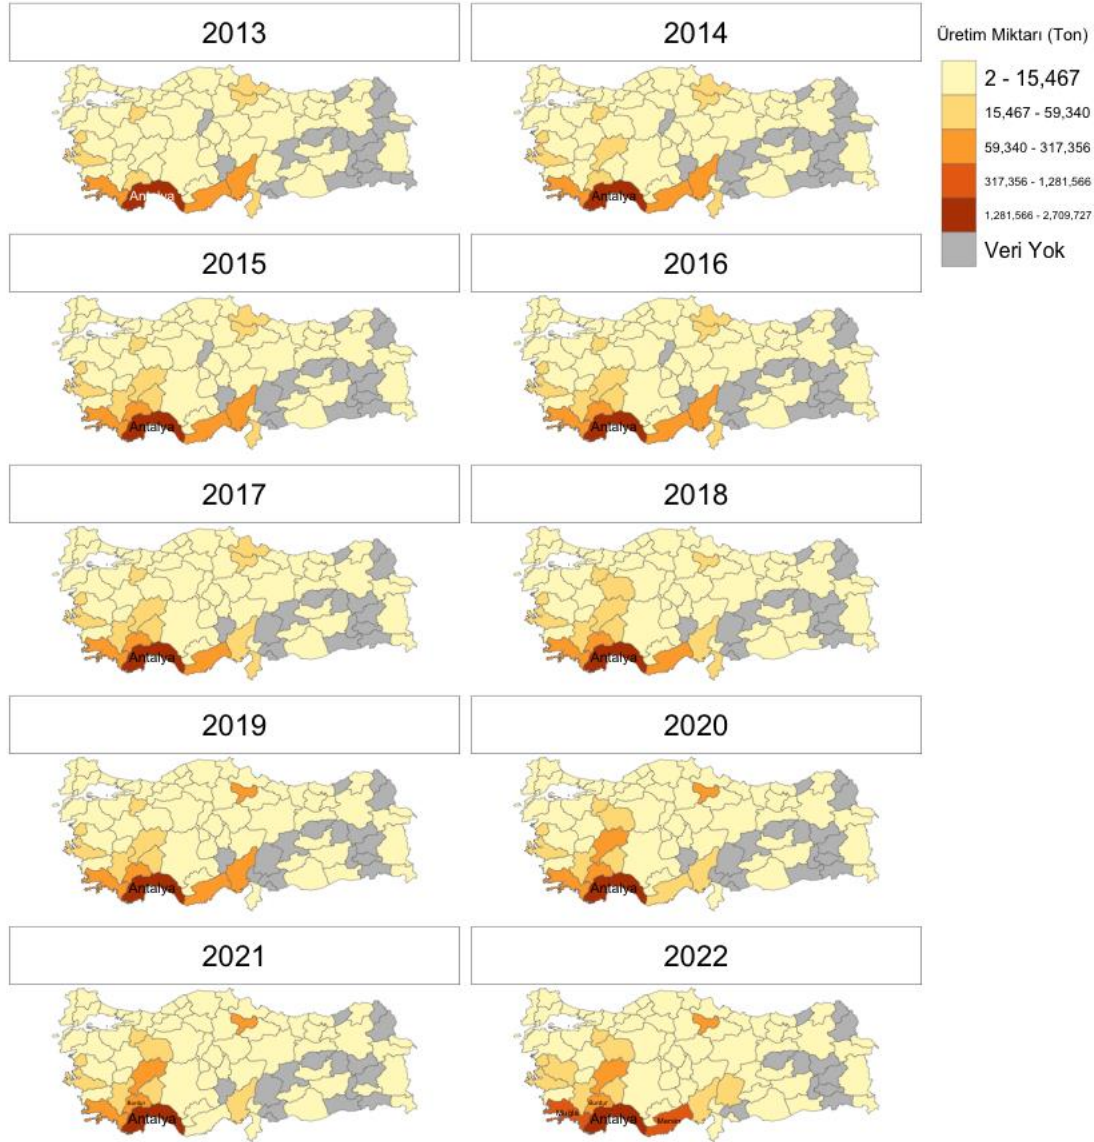 2013
2014
Üretim Miktarı (Ton)
2 - 15,467
15,467 - 59,340
59,340 - 317,356
317,356 - 1,281,566
1,281,566 - 2,709,727
Veri Yok
Antalya
Antalya
2015
2016
Antalya
Antalya
2017
2018
Antalya
Antalya
2019
2020
Antalya
Antalya
2021
2022
Burdur
Antalya
Muğla
Burdur
Antalya
Mersin